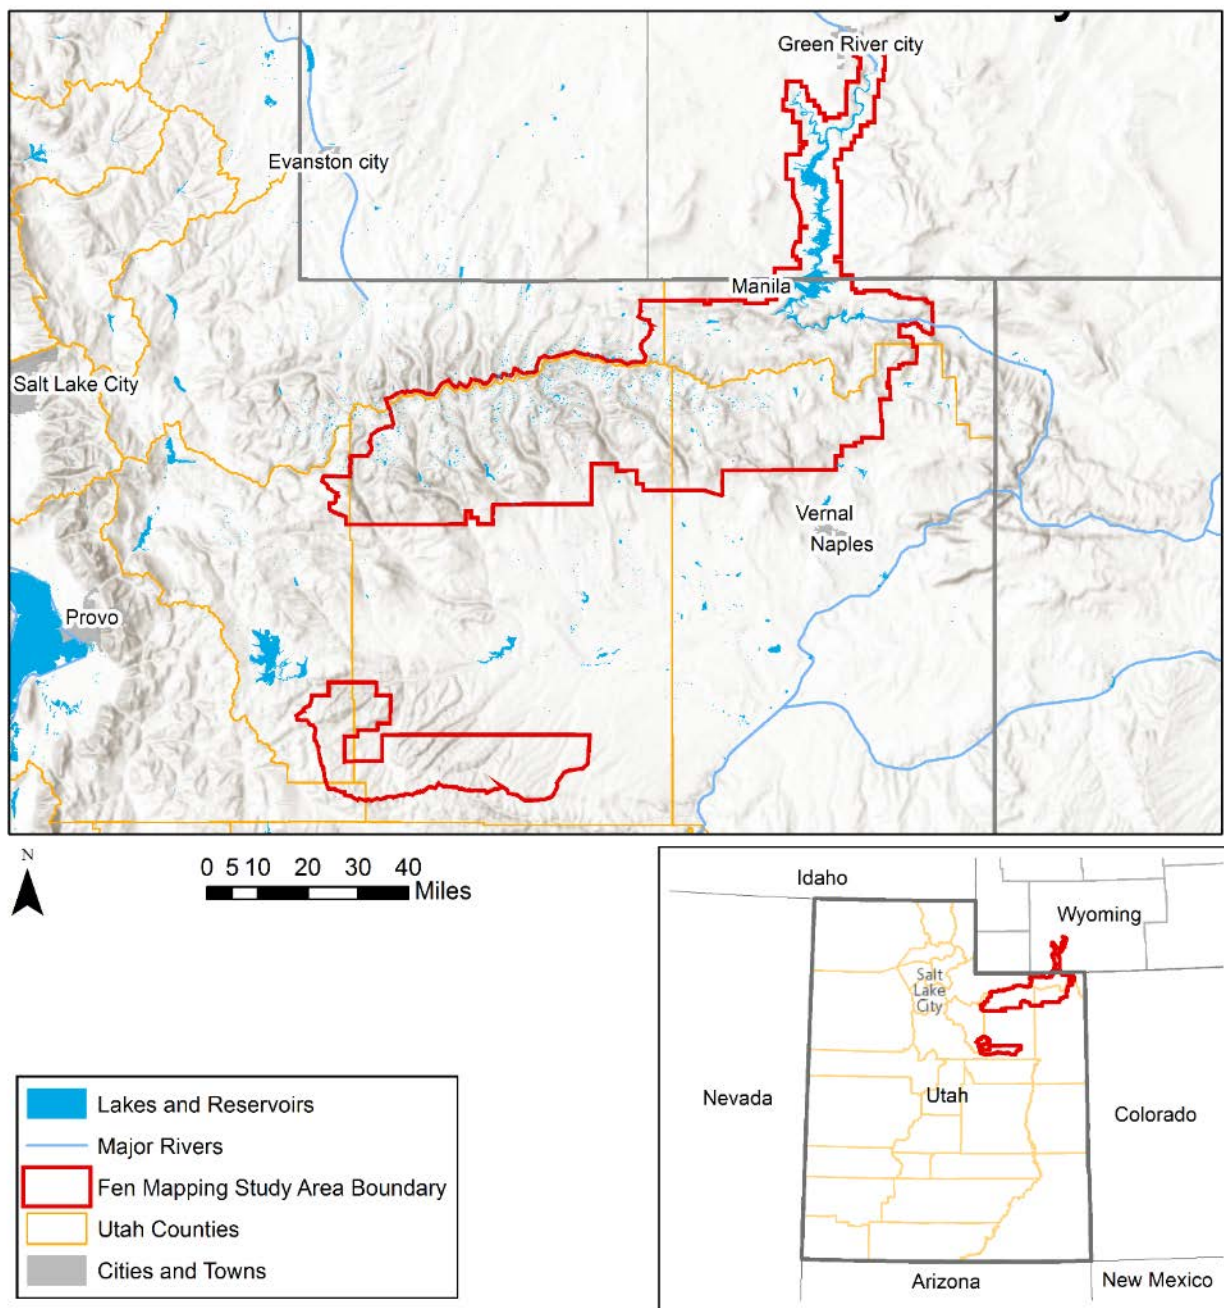 Green River city
Evanston city
Manila
Salt Lake City
Vernal
Naples
Provo
N
0 5 10 20 30 40
Miles
Idaho
Wyoming
Salt
Lake
City
Nevada
Utah
Colorado
Arizona
New Mexico
Lakes and Reservoirs
Major Rivers
Fen Mapping Study Area Boundary
Utah Counties
Cities and Towns